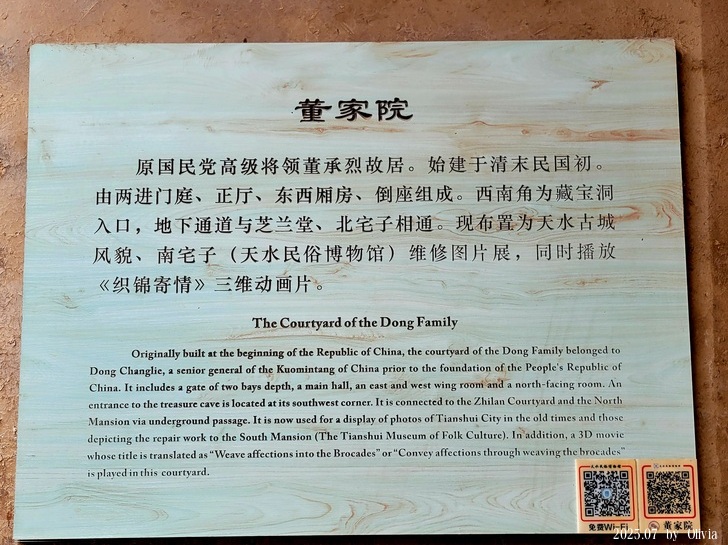 董家院
原国民党高级将领董承烈故居。始建于清末民国初。
由两进门庭、正厅、东西厢房、倒座组成。西南角为藏宝洞
入口，地下通道与芝兰堂、北宅子相通。现布置为天水古城
风貌、南宅子（天水民俗博物馆）维修图片展，同时播放
《织锦寄情》三维动画片。
The Courtyard of the Dong Family
Originally built at the beginning of the Republic of China, the courtyard of the Dong Family belonged to
Dong Changlie, a senior general of the Kuomintang of China prior to the foundation of the People's Republic of
China. It includes a gate of two bays depth, a main hall, an east and west wing room and a north-facing room. An
entrance to the treasure cave is located at its southwest corner. It is connected to the Zhilan Courtyard and the North
Mansion via underground passage. It is now used for a display of photos of Tianshui City in the old times and those
depicting the repair work to the South Mansion (The Tianshui Museum of Folk Culture). In addition, a 3D movie
whose title is translated as “Weave affections into the Brocades” or “Convey affections through weaving the brocades”
is played in this courtyard.
免费Wi-Fi
董家院
2025.07 by Olivia